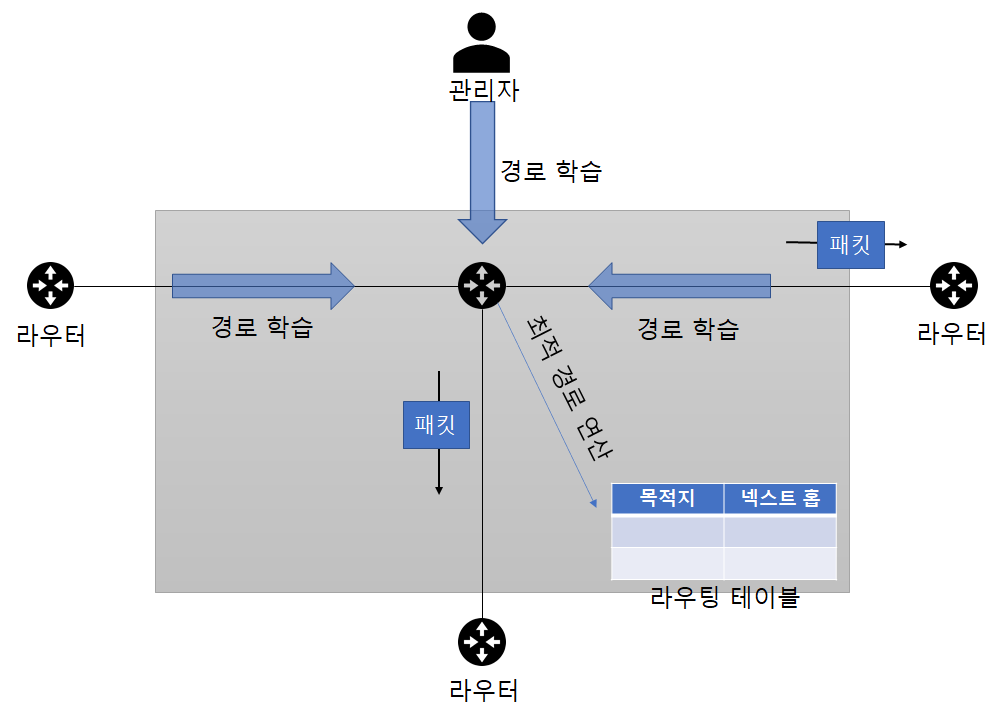 관리자
경로 학습
패킷
라우터
경로 학습
경로 학습
라우터
최적 경로 연산
패킷
목적지 넥스트 홉
라우팅 테이블
라우터